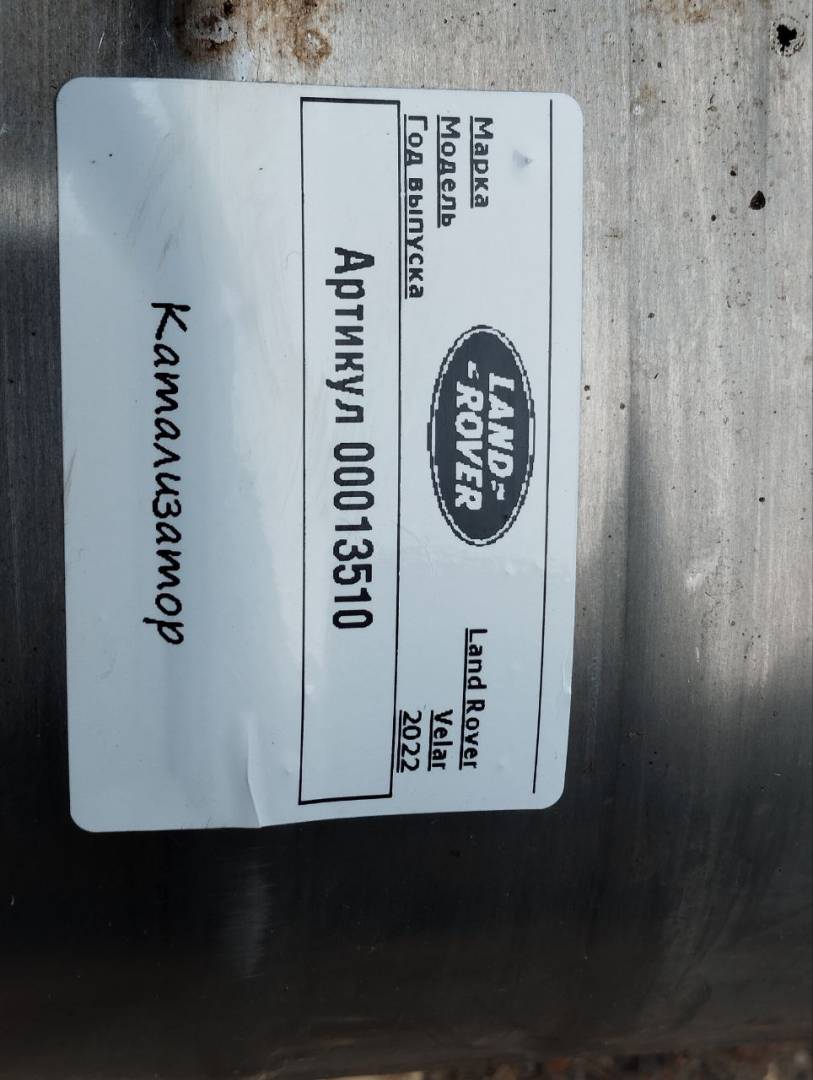 LAND
ROVER
Марка Land Rover
Модель Velar
Год выпуска 2022
Артикул 00013510
Катализатор